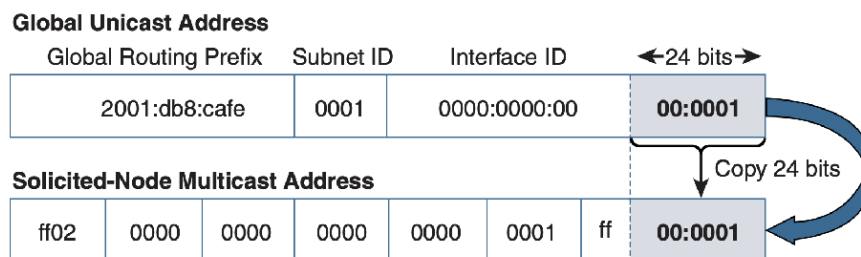 Global Unicast Address
Global Routing Prefix Subnet ID Interface ID 24 bits
2001:db8:cafe 0001 0000:0000:00 00:0001
Copy 24 bits
Solicited-Node Multicast Address
ff02 0000 0000 0000 0000 0001 ff 00:0001